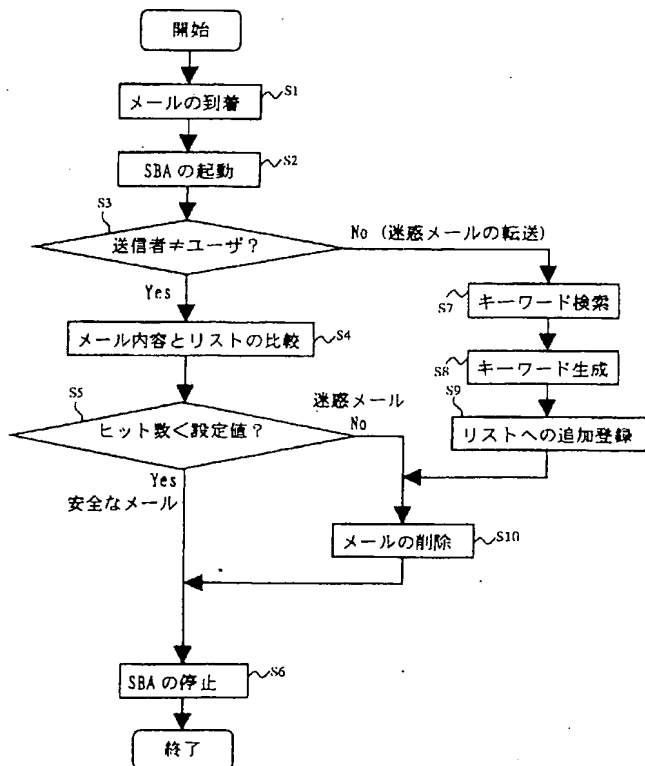 開始
メールの到着
S1
SBAの起動
S2
S3
送信者≠ユーザ?
No (迷惑メールの転送)
Yes
S7
キーワード検索
メール内容とリストの比較
S4
S8
キーワード生成
S5
迷惑メール
S9
ヒット数<設定値?
No
リストへの追加登録
Yes
安全なメール
メールの削除
S10
SBAの停止
S6
終了